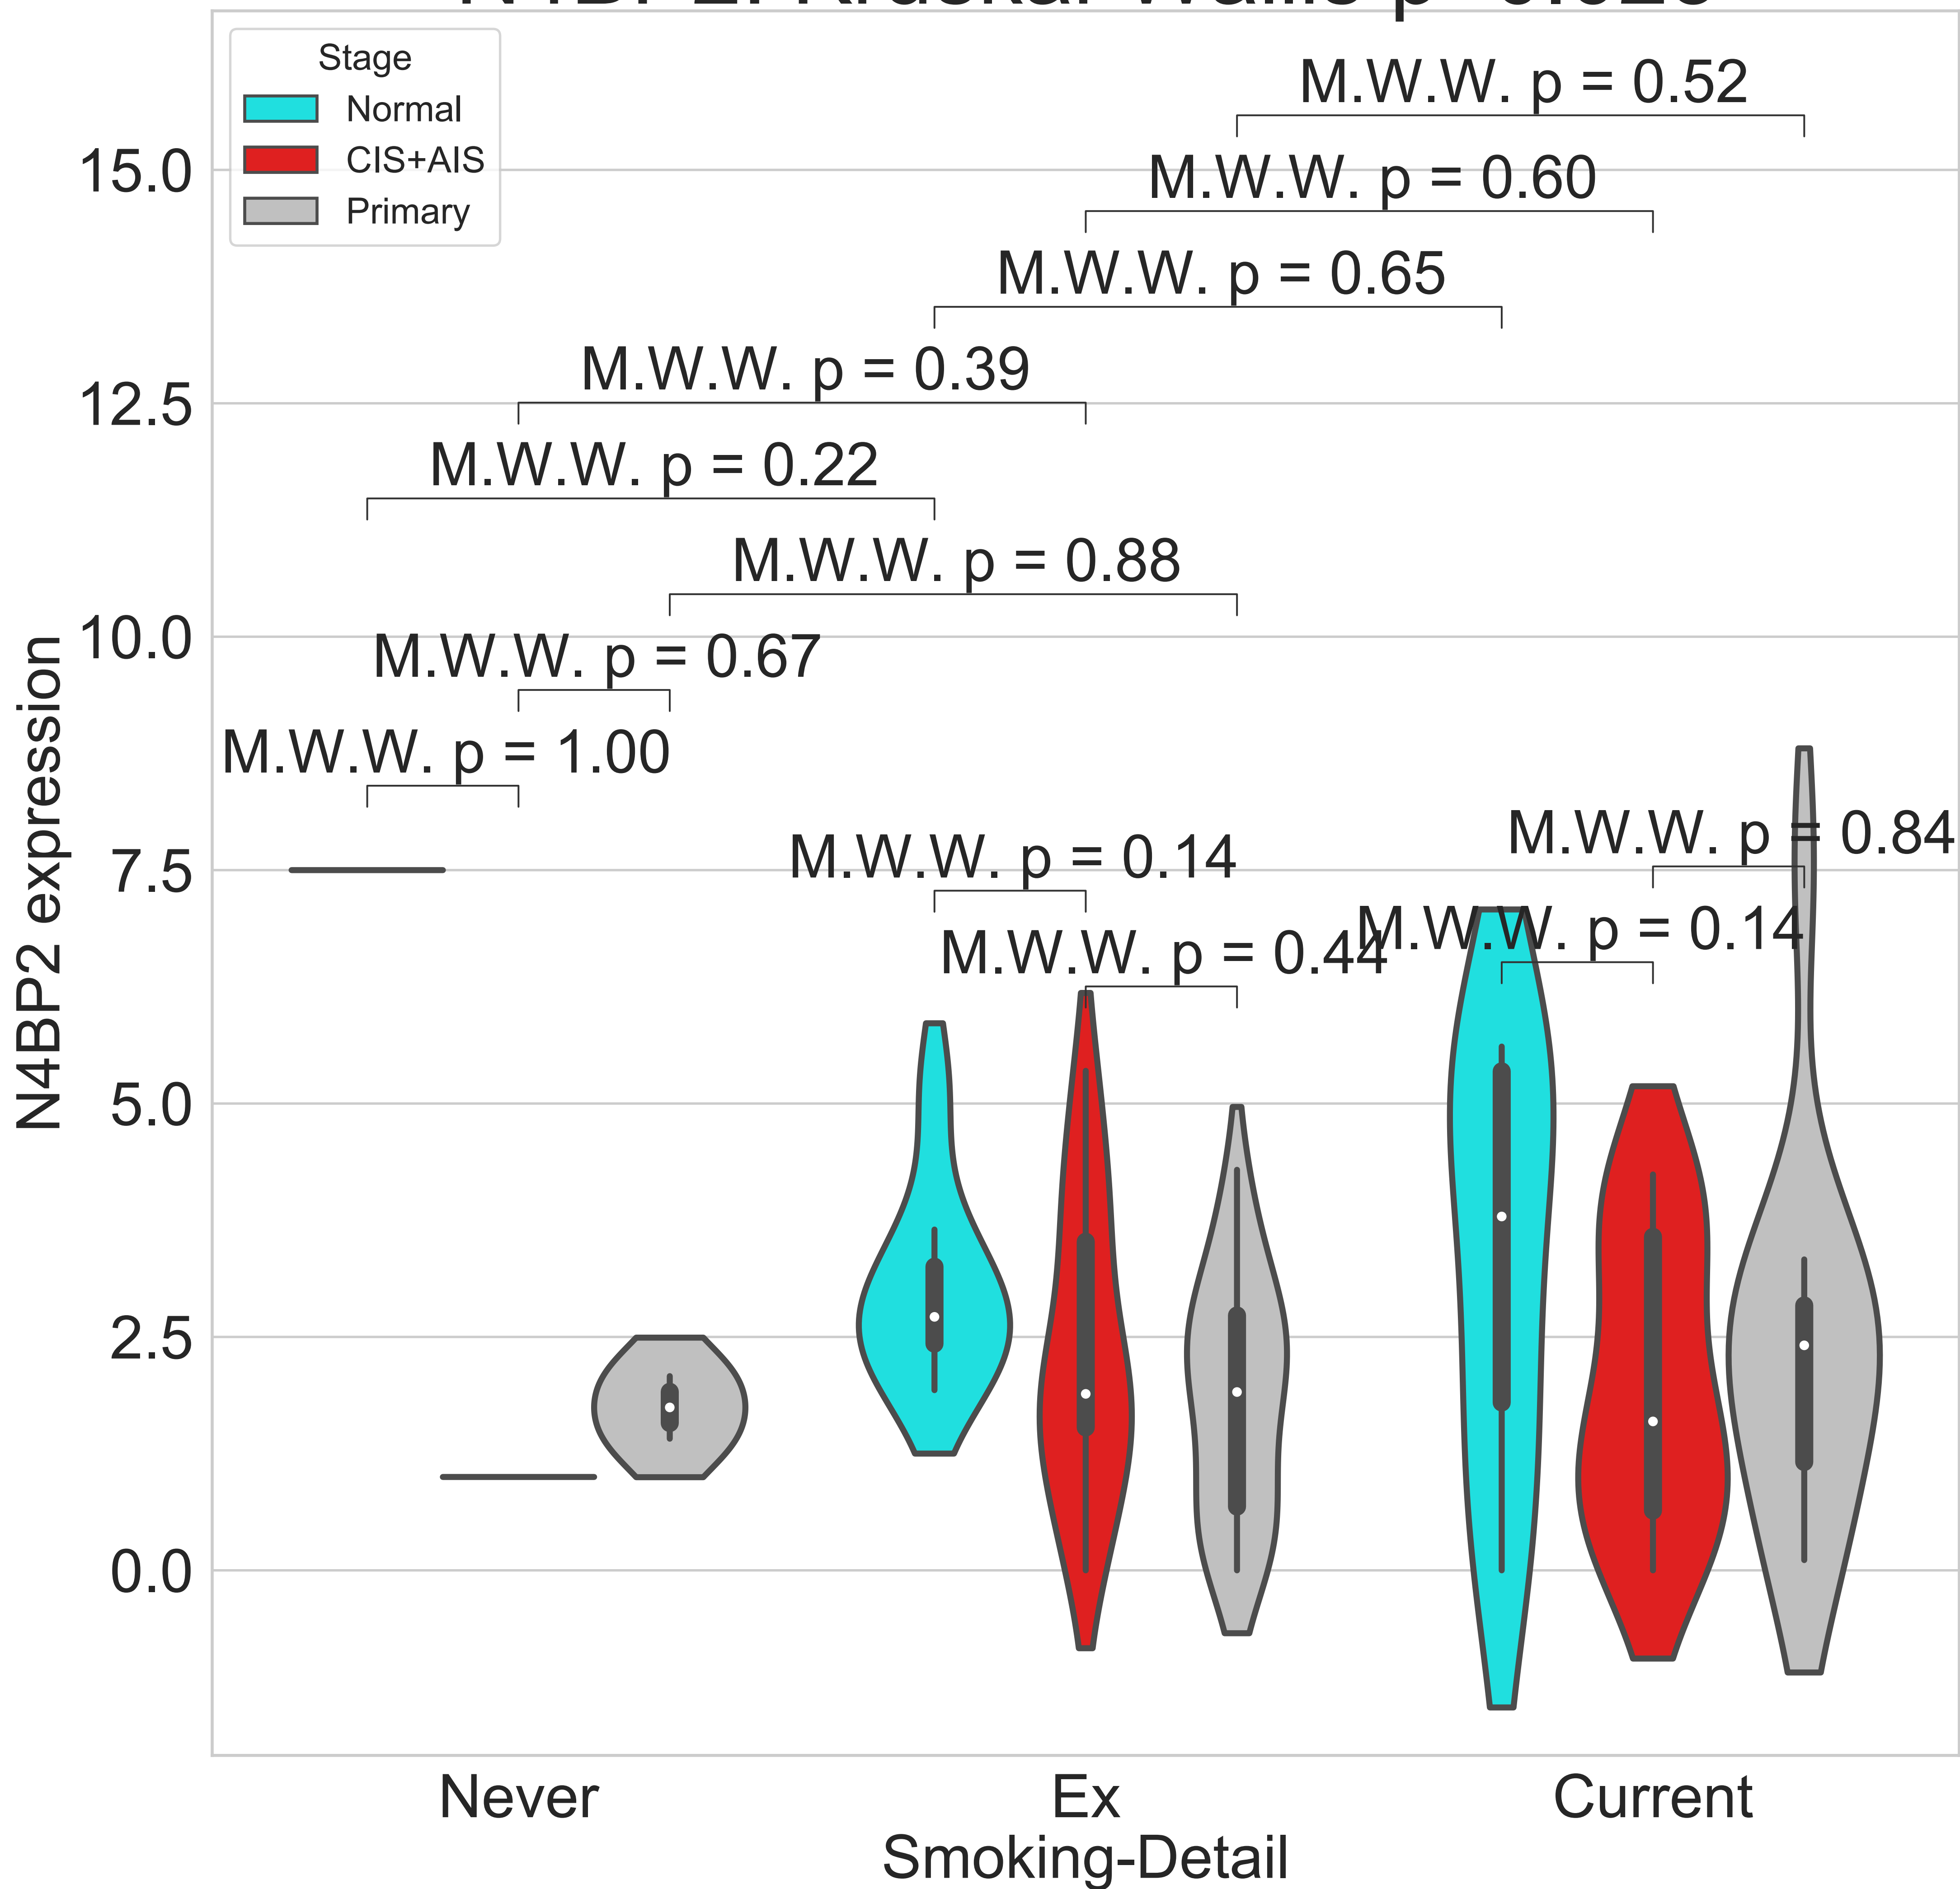 Stage
Normal
CIS+AIS
Primary
M.W.W. p = 0.52
M.W.W. p = 0.60
M.W.W. p = 0.65
M.W.W. p = 0.39
M.W.W. p = 0.22
M.W.W. p = 0.88
M.W.W. p = 0.67
M.W.W. p = 1.00
M.W.W. p = 0.84
M.W.W. p = 0.14
M.W.W. p = 0.14
M.W.W. p = 0.44
15.0
12.5
10.0
7.5
5.0
2.5
0.0
N4BP2 expression
Never
Ex
Current
Smoking-Detail